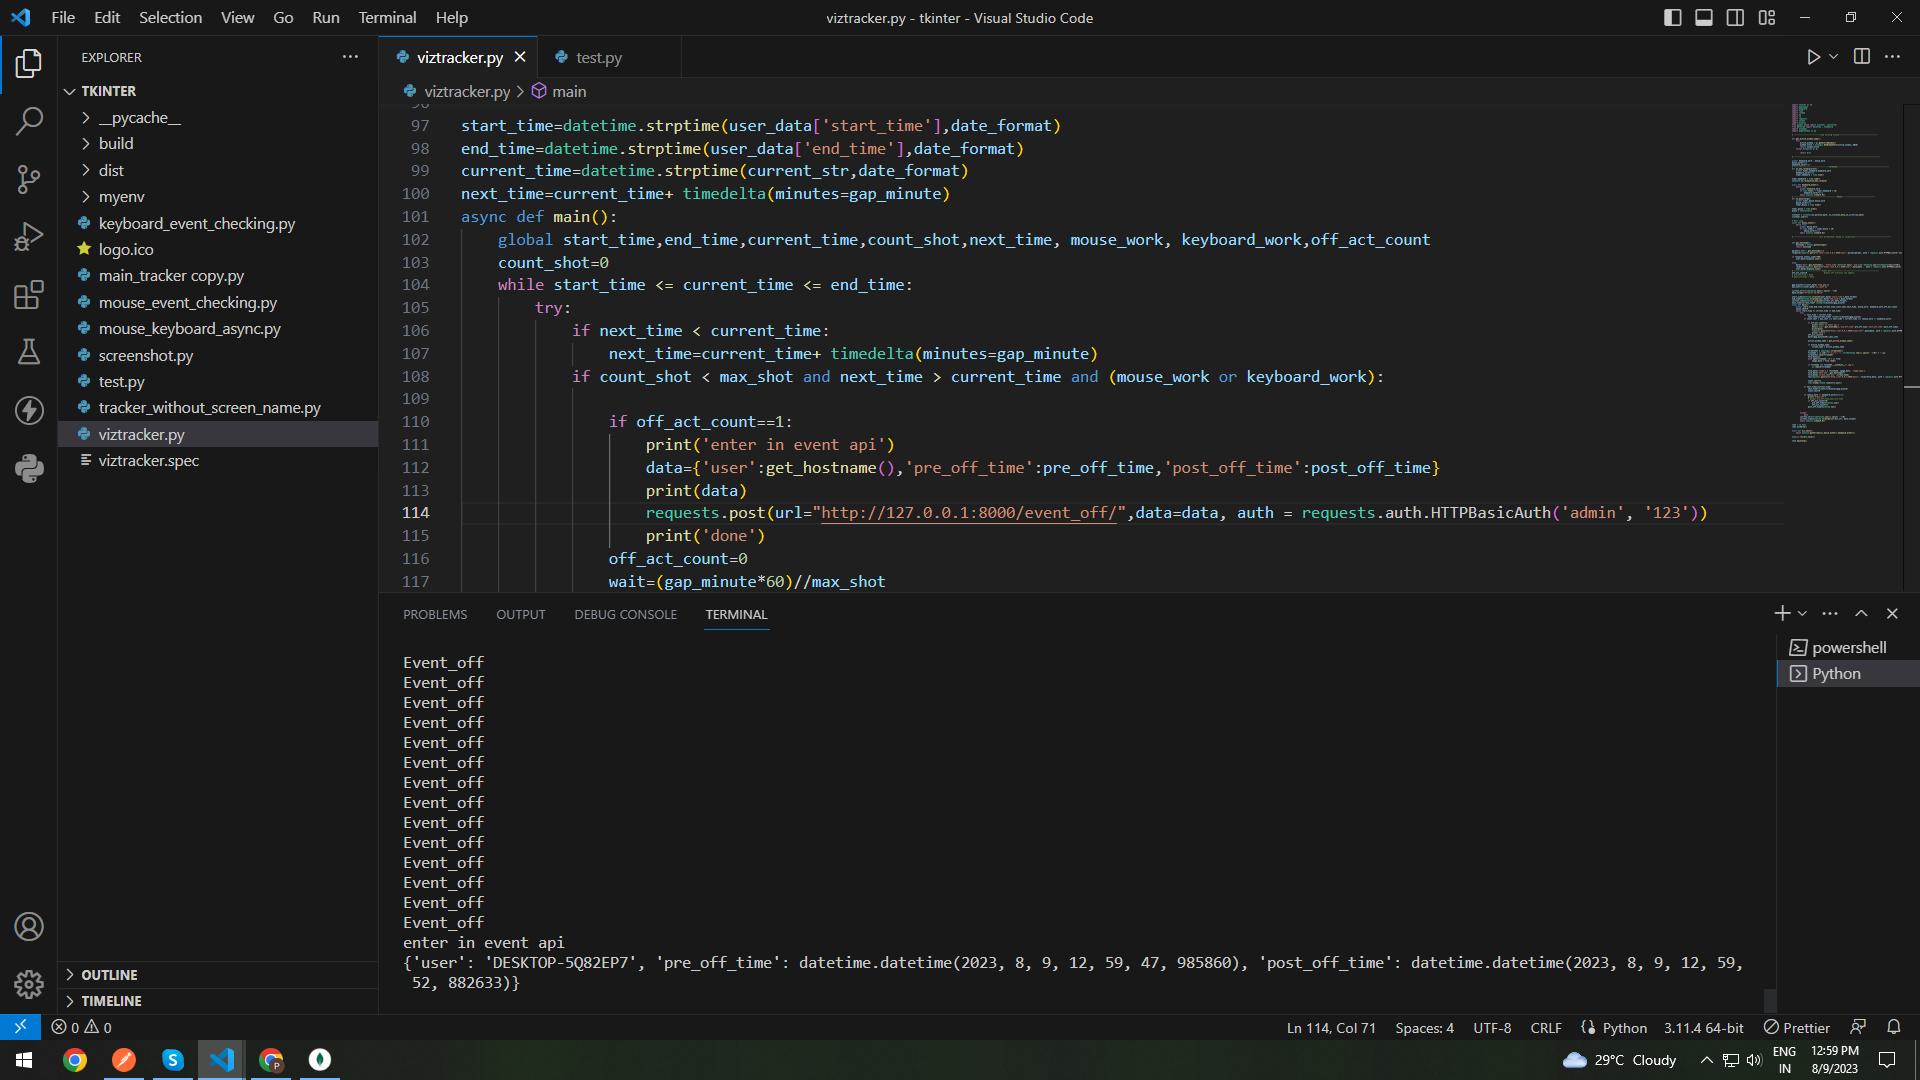 File Edit Selection View Go Run Terminal Help
viztracker.py - tkinter - Visual Studio Code
EXPLORER
TKINTER
__pycache__
build
dist
myenv
keyboard_event_checking.py
logo.ico
main_tracker copy.py
mouse_event_checking.py
mouse_keyboard_async.py
screenshot.py
test.py
tracker_without_screen_name.py
viztracker.py
viztracker.spec
OUTLINE
TIMELINE
viztracker.py test.py
viztracker.py > main
97 start_time=datetime.strptime(user_data['start_time'],date_format)
98 end_time=datetime.strptime(user_data['end_time'],date_format)
99 current_time=datetime.strptime(current_str,date_format)
100 next_time=current_time+ timedelta(minutes=gap_minute)
101 async def main():
102 global start_time,end_time,current_time,count_shot,next_time, mouse_work, keyboard_work,off_act_count
103 count_shot=0
104 while start_time <= current_time <= end_time:
105 try:
106 if next_time < current_time:
107 next_time=current_time+ timedelta(minutes=gap_minute)
108 if count_shot < max_shot and next_time > current_time and (mouse_work or keyboard_work):
109
110 if off_act_count==1:
111 print('enter in event api')
112 data={'user':get_hostname(),'pre_off_time':pre_off_time,'post_off_time':post_off_time}
113 print(data)
114 requests.post(url="http://127.0.0.1:8000/event_off/",data=data, auth = requests.auth.HTTPBasicAuth('admin', '123'))
115 print('done')
116 off_act_count=0
117 wait=(gap_minute*60)//max_shot
PROBLEMS OUTPUT DEBUG CONSOLE TERMINAL
powershell
Python
Event_off
Event_off
Event_off
Event_off
Event_off
Event_off
Event_off
Event_off
Event_off
Event_off
Event_off
Event_off
Event_off
Event_off
enter in event api
{'user': 'DESKTOP-5Q82EP7', 'pre_off_time': datetime.datetime(2023, 8, 9, 12, 59, 47, 985860), 'post_off_time': datetime.datetime(2023, 8, 9, 12, 59,
52, 882633)}
0 0 Ln 114, Col 71 Spaces: 4 UTF-8 CRLF Python 3.11.4 64-bit Prettier
29°C Cloudy
ENG
IN
12:59 PM
8/9/2023